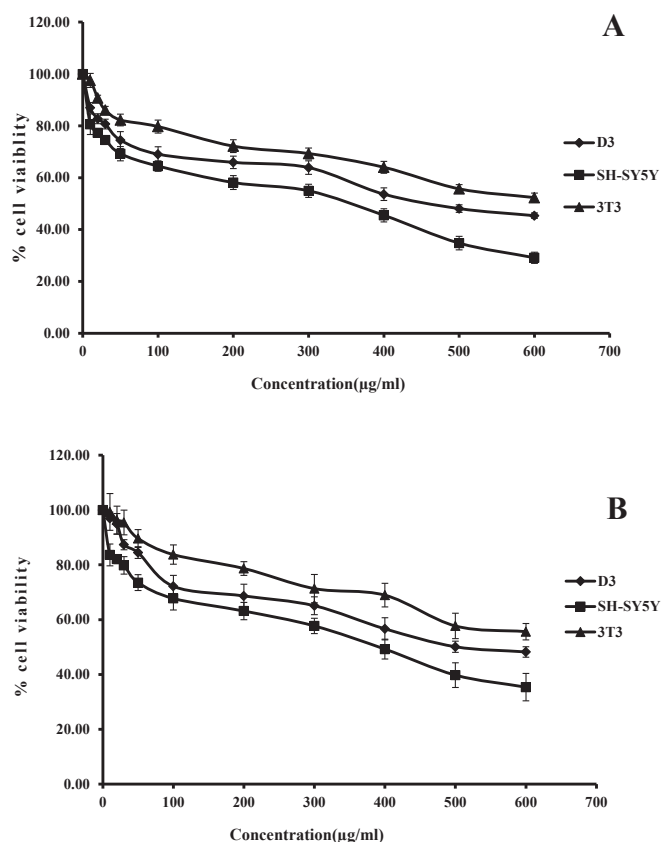 A
120.00
100.00
80.00
60.00
40.00
20.00
0.00
% cell viaiblity
0 100 200 300 400 500 600 700
Concentration(µg/ml)
D3
SH-SY5Y
3T3
B
120.00
100.00
80.00
60.00
40.00
20.00
0.00
% cell viability
0 100 200 300 400 500 600 700
Concentration(µg/ml)
D3
SH-SY5Y
3T3